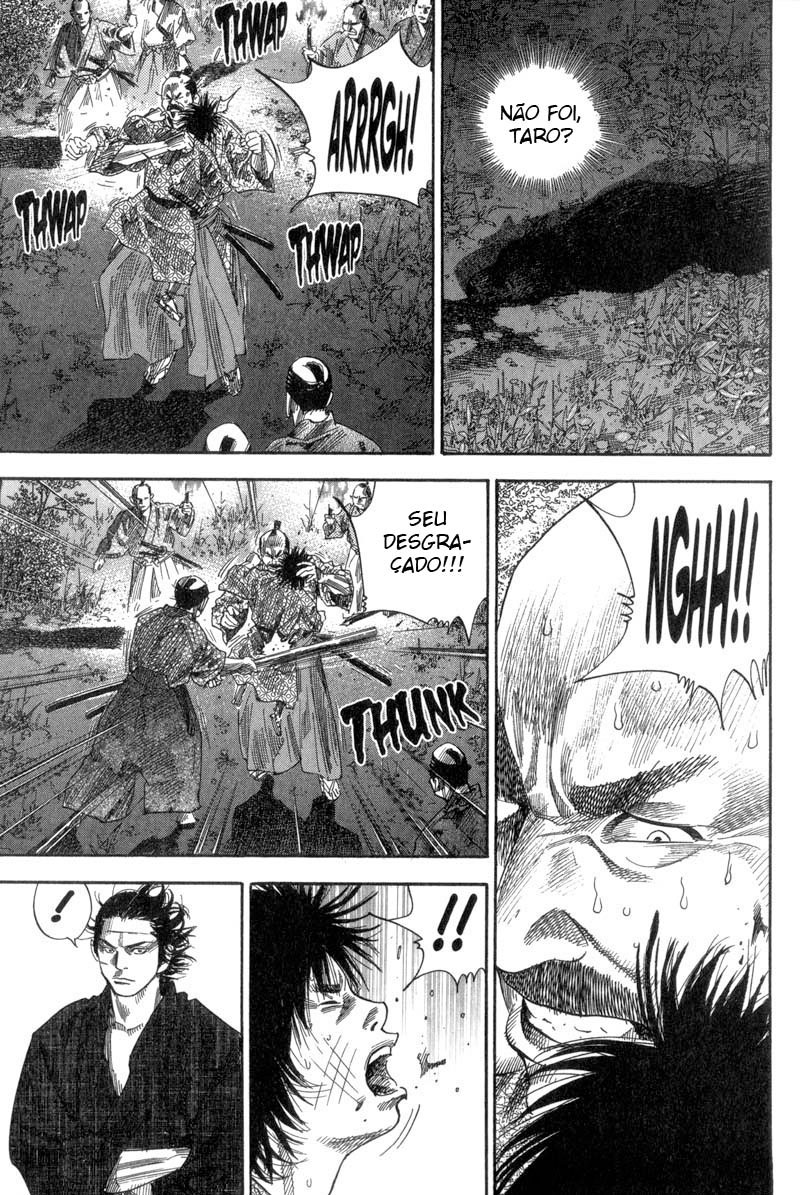 NÃO FOI,
TARO?
THWAP
ARRRGH!
THWAP
THWAP
NGHH!!
SEU
DESGRA-
ÇADO!!!
THUNK
!!
!